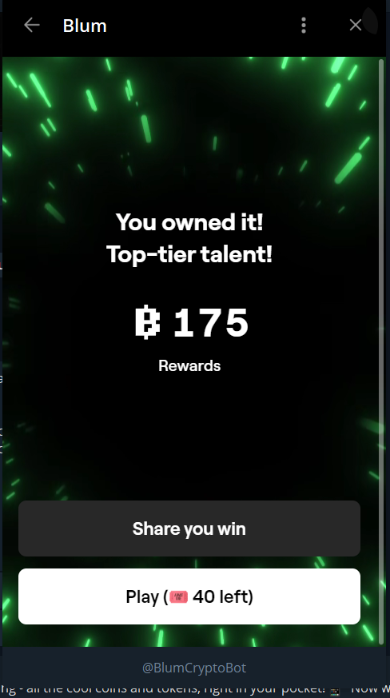 Blum
You owned it!
Top-tier talent!
175
Rewards
Share you win
Play (🎟 40 left)
@BlumCryptoBot
ng - all the cool coins and tokens, right in your pocket! Now w